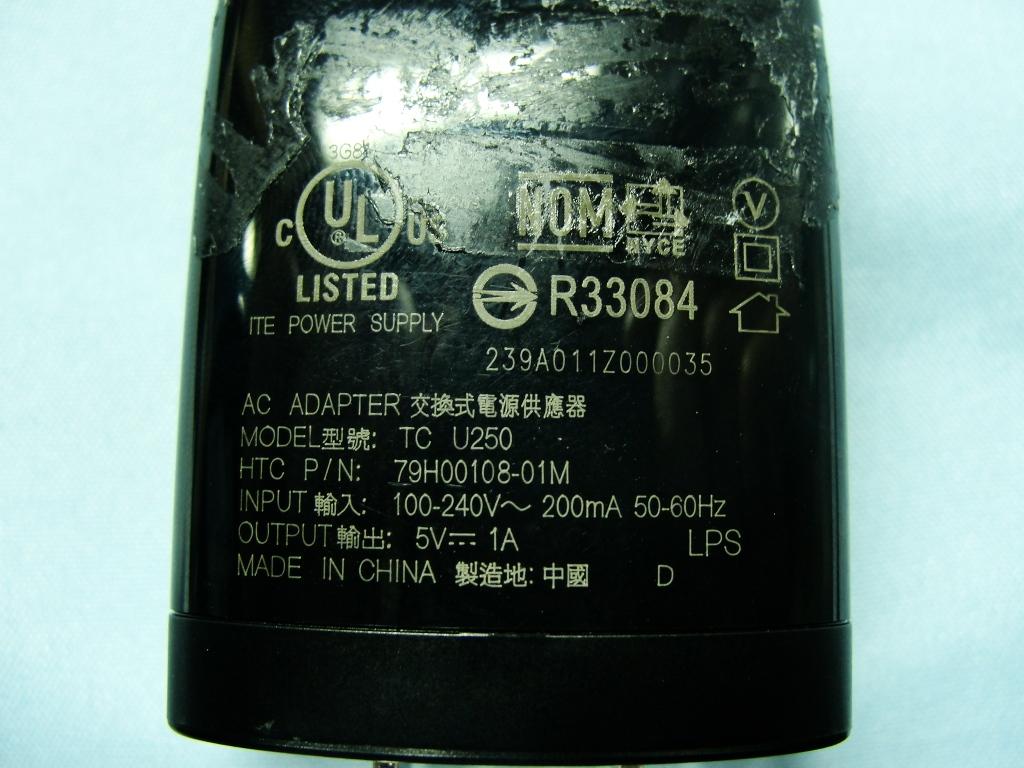 C UL US
®
LISTED
ITE POWER SUPPLY
NOM
NYCE
V
R33084
239A011Z000035
AC ADAPTER 交換式電源供應器
MODEL型號: TC U250
HTC P/N: 79H00108-01M
INPUT 輸入: 100-240V～ 200mA 50-60Hz
OUTPUT 輸出: 5V⎓ 1A LPS
MADE IN CHINA 製造地:中國 D